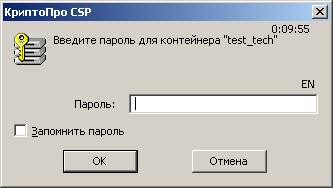 КриптоПро CSP
0:09:55
Введите пароль для контейнера "test_tech"
EN
Пароль:
Запомнить пароль
OK
Отмена